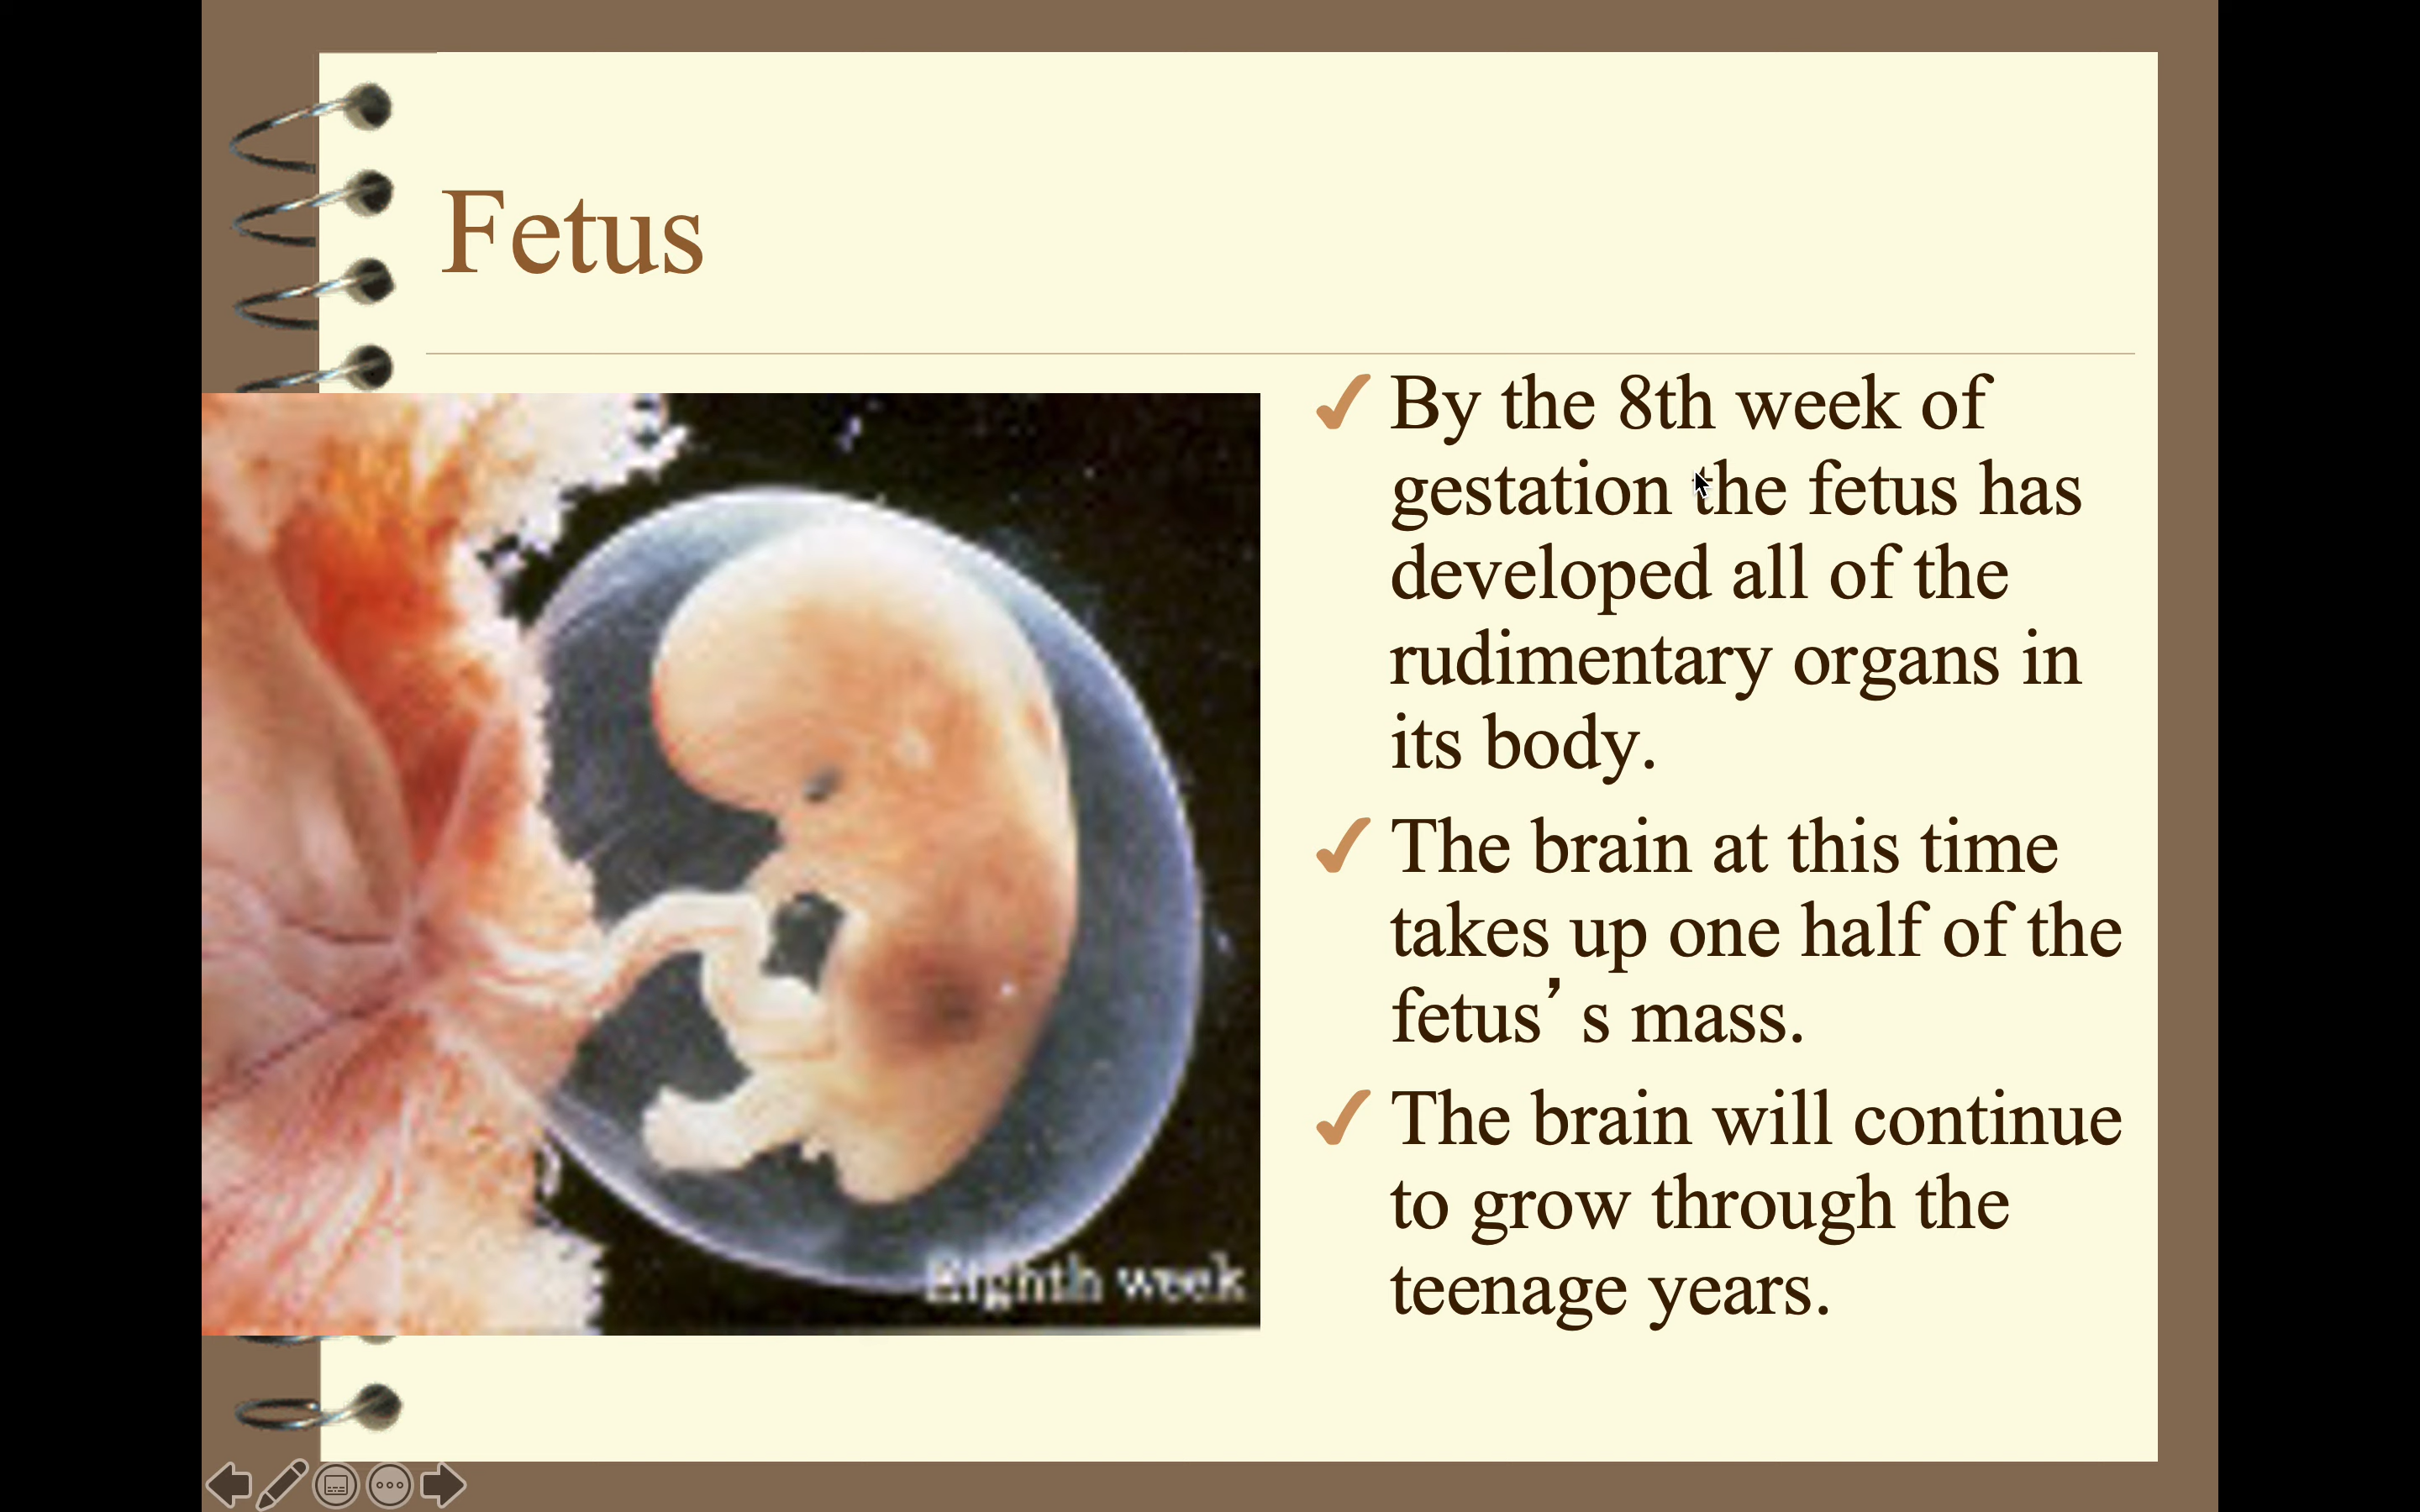 Fetus
By the 8th week of
gestation the fetus has
developed all of the
rudimentary organs in
its body.
The brain at this time
takes up one half of the
fetus’ s mass.
The brain will continue
to grow through the
teenage years.
Eighth week